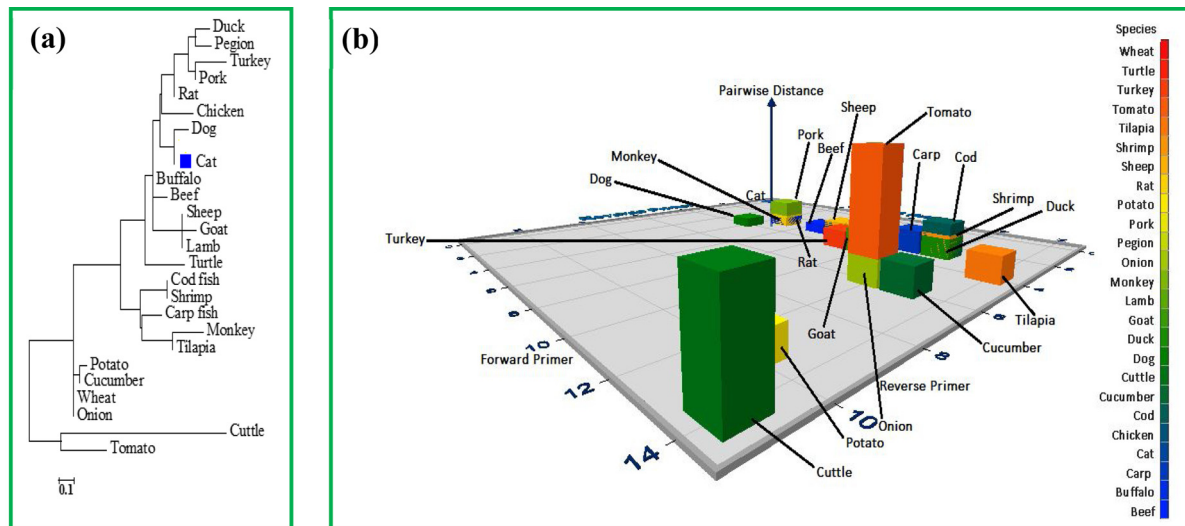 (a)
Duck
Pegion
Turkey
Pork
Rat
Chicken
Dog
Cat
Buffalo
Beef
Sheep
Goat
Lamb
Turtle
Cod fish
Shrimp
Carp fish
Monkey
Tilapia
Potato
Cucumber
Wheat
Onion
Cuttle
Tomato
0.1
(b)
Pairwise Distance
Sheep
Tomato
Pork
Beef
Carp
Cod
Monkey
Dog
Cat
Shrimp
Duck
Turkey
Rat
Goat
Tilapia
Cucumber
Forward Primer
Reverse Primer
10
12
14
8
10
Onion
Potato
Cuttle
Species
Wheat
Turtle
Turkey
Tomato
Tilapia
Shrimp
Sheep
Rat
Potato
Pork
Pegion
Onion
Monkey
Lamb
Goat
Duck
Dog
Cuttle
Cucumber
Cod
Chicken
Cat
Carp
Buffalo
Beef